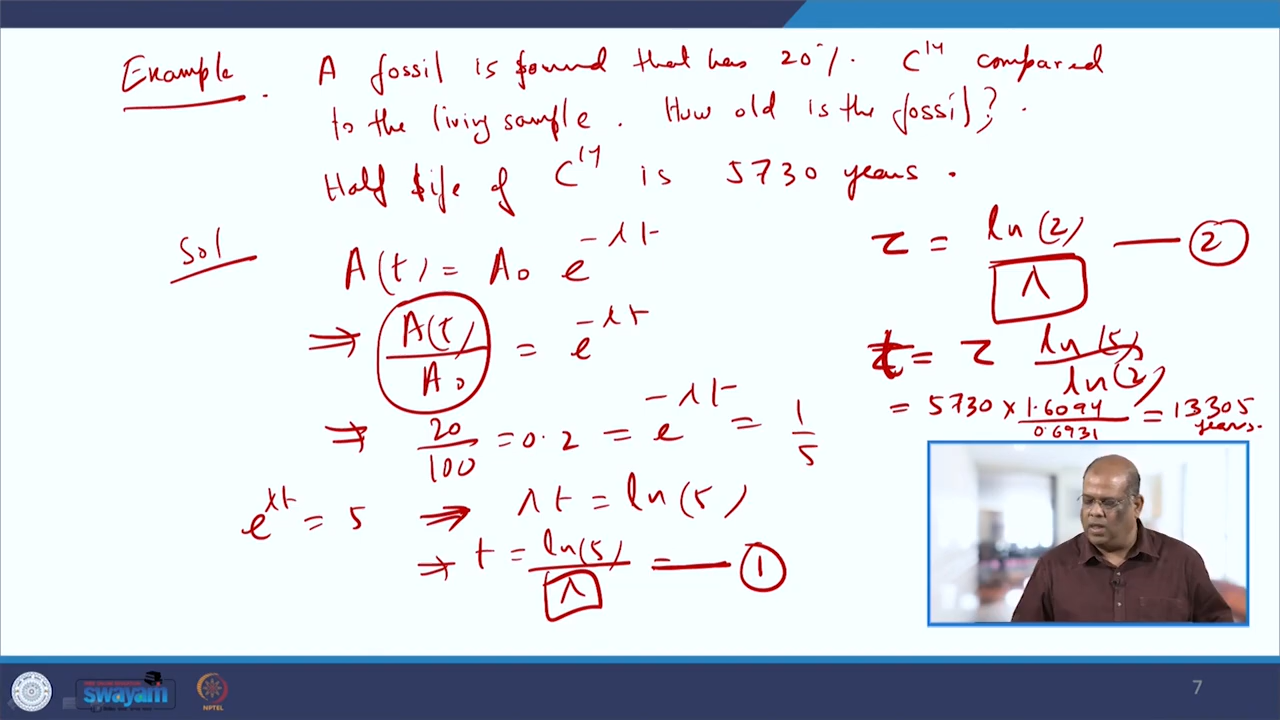 Example. A fossil is found that has 20%. C¹⁴ compared
to the living sample. How old is the fossil?.
Half life of C¹⁴ is 5730 years.
Sol
A(t) = A₀ e^{-λt}
⇒ A(t)/A₀ = e^{-λt}
⇒ 20/100 = 0.2 = e^{-λt} = 1/5
e^{λt} = 5 ⇒ λt = ln(5)
⇒ t = ln(5)/λ = —— ①
τ = ln(2)/λ —— ②
t = τ ln(5)/ln(2)
= 5730 × 1.6094/0.6931 = 13305
years.
swayam
NPTEL
7